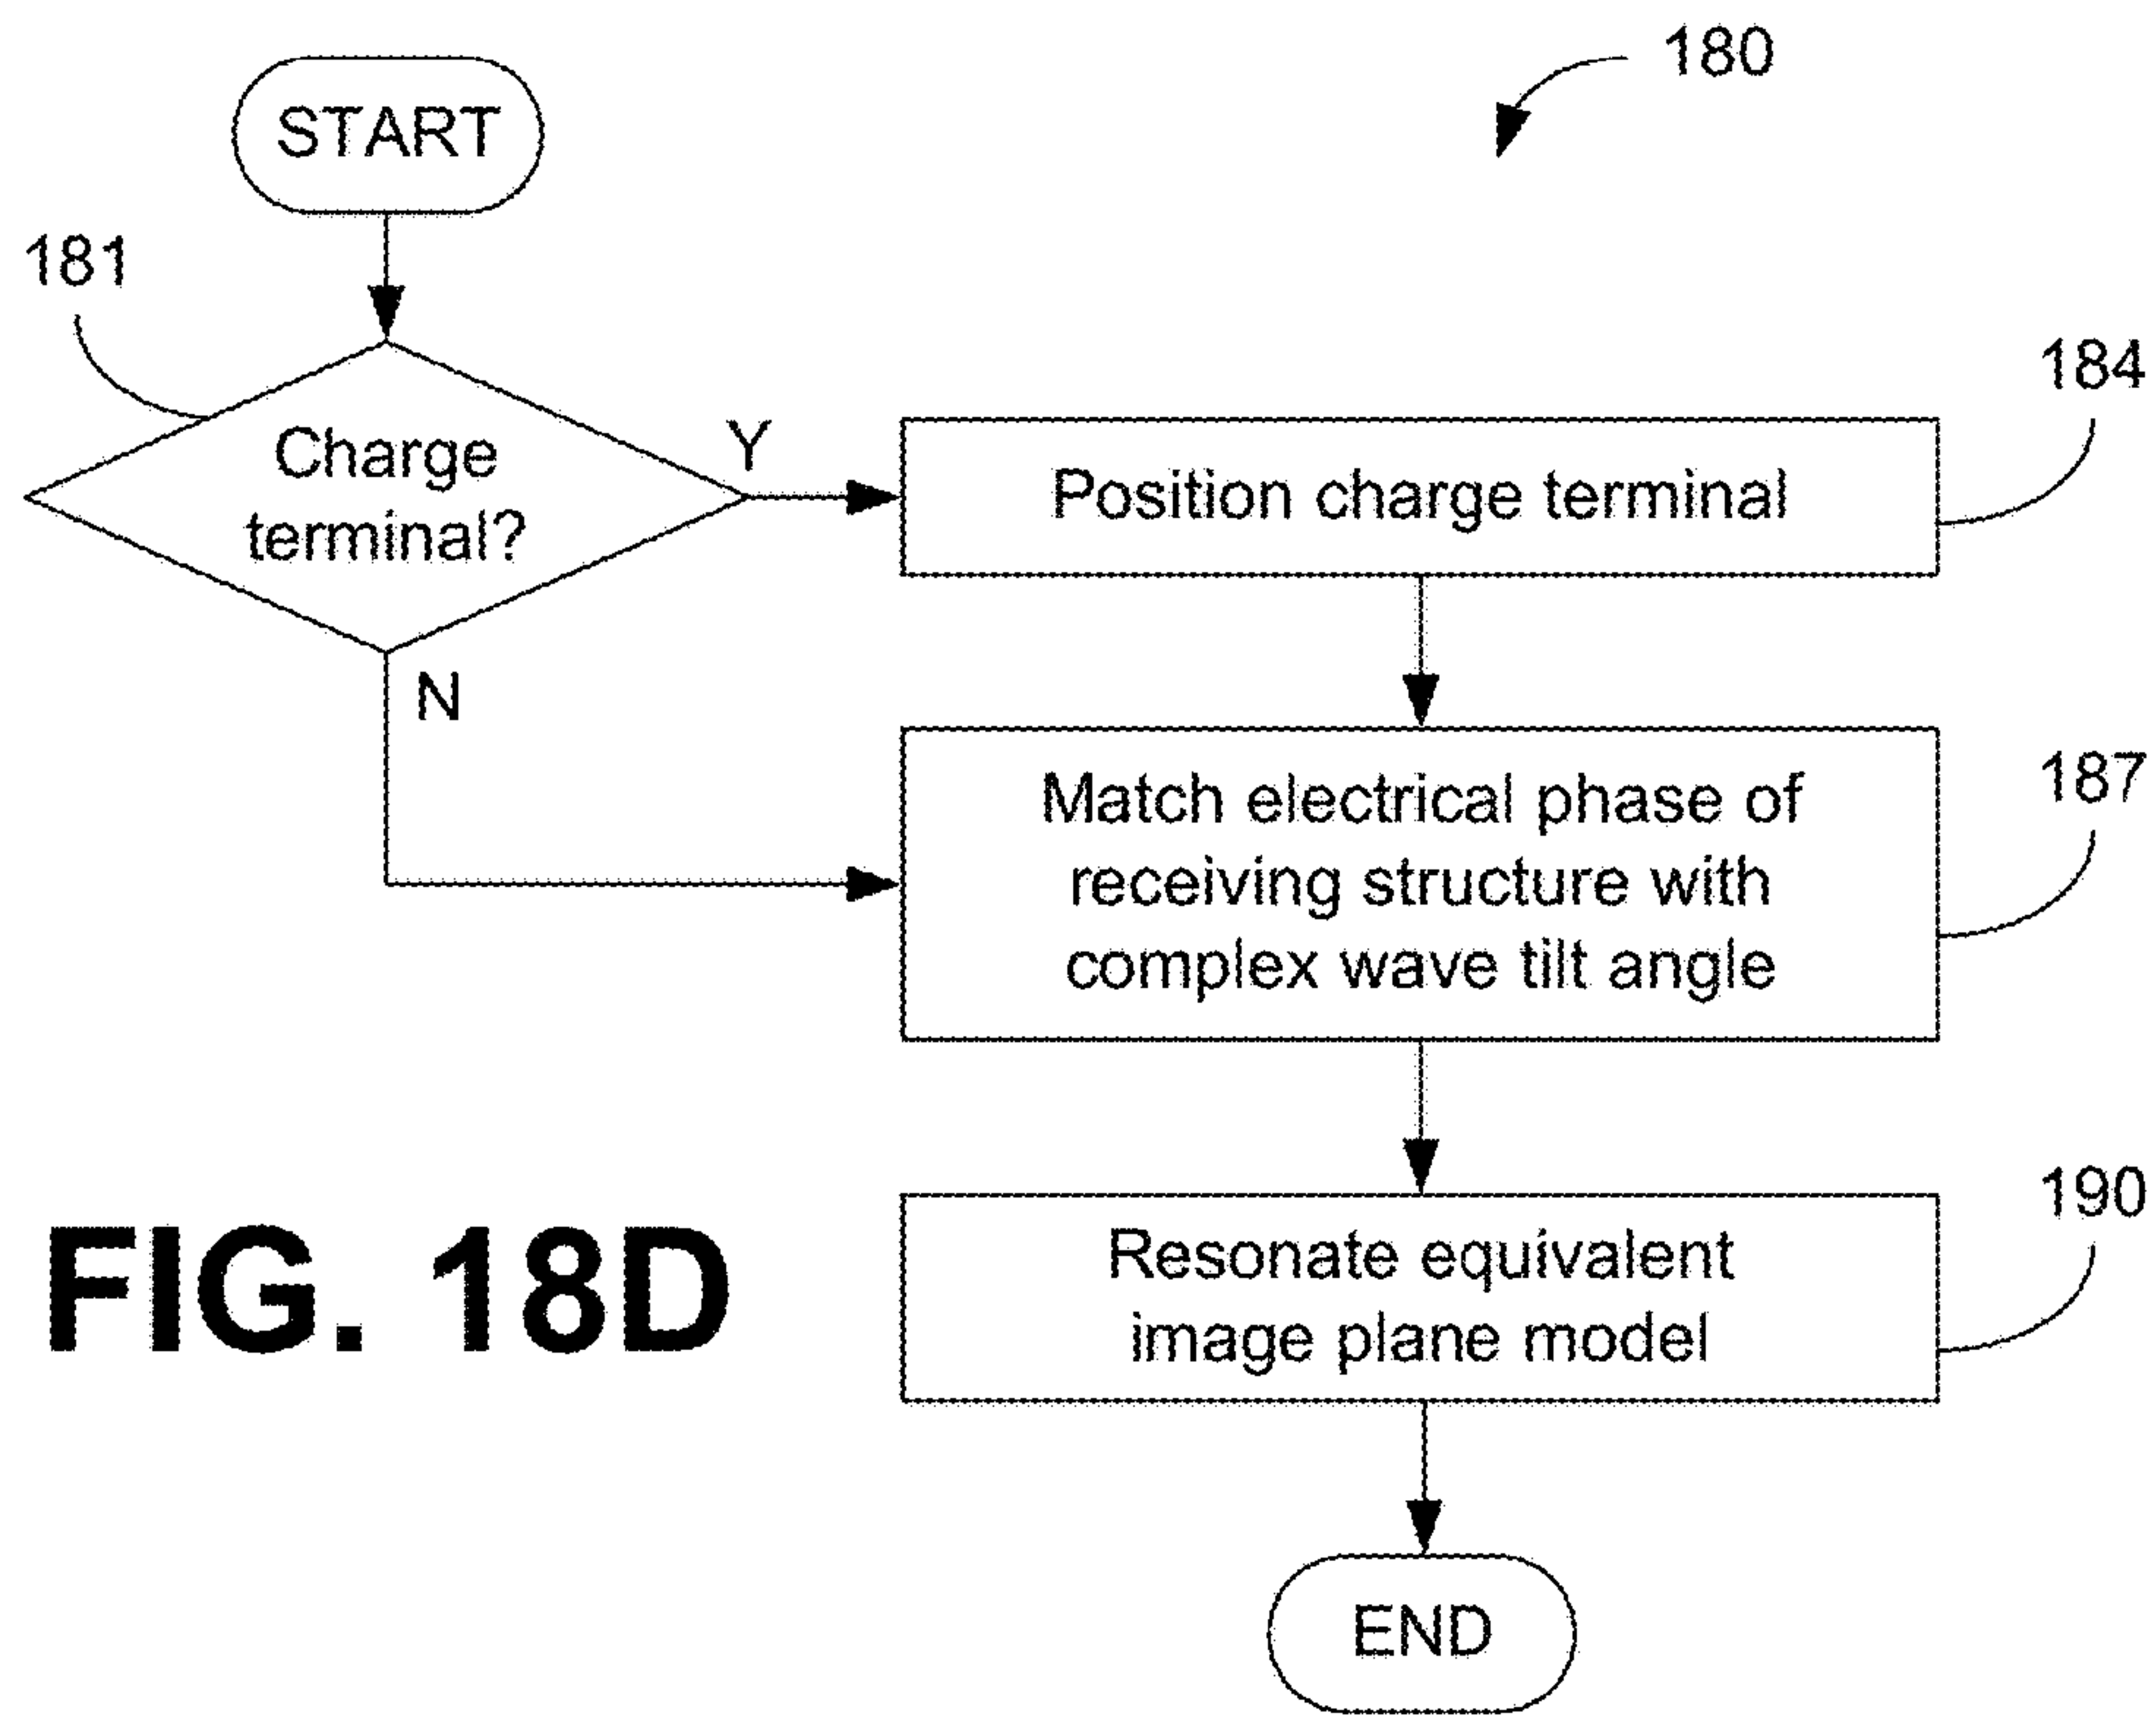 START
180
181
Charge
terminal?
Y
184
Position charge terminal
N
187
Match electrical phase of
receiving structure with
complex wave tilt angle
190
Resonate equivalent
image plane model
END
FIG. 18D